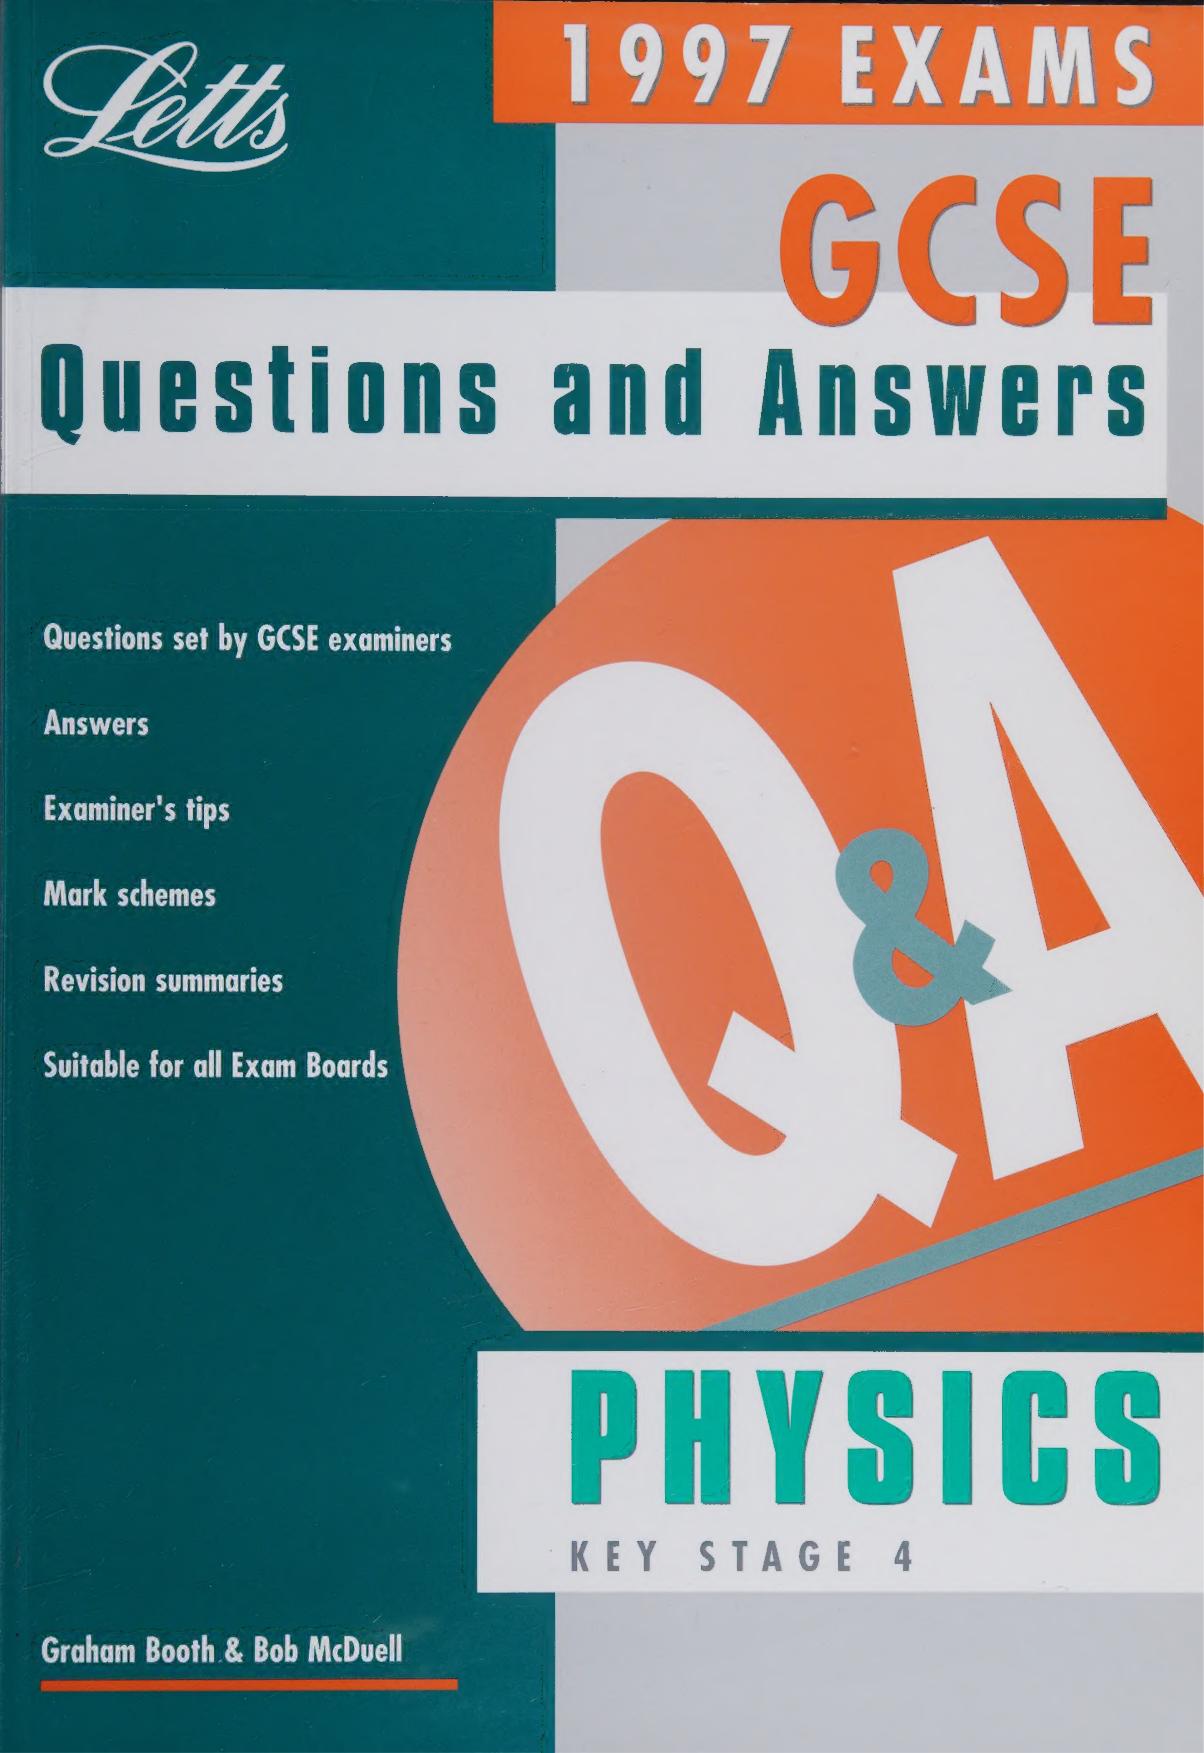 Letts
1997 EXAMS
GCSE
Questions and Answers
Questions set by GCSE examiners
Answers
Examiner's tips
Mark schemes
Revision summaries
Suitable for all Exam Boards
Q&A
PHYSICS
KEY STAGE 4
Graham Booth & Bob McDuell